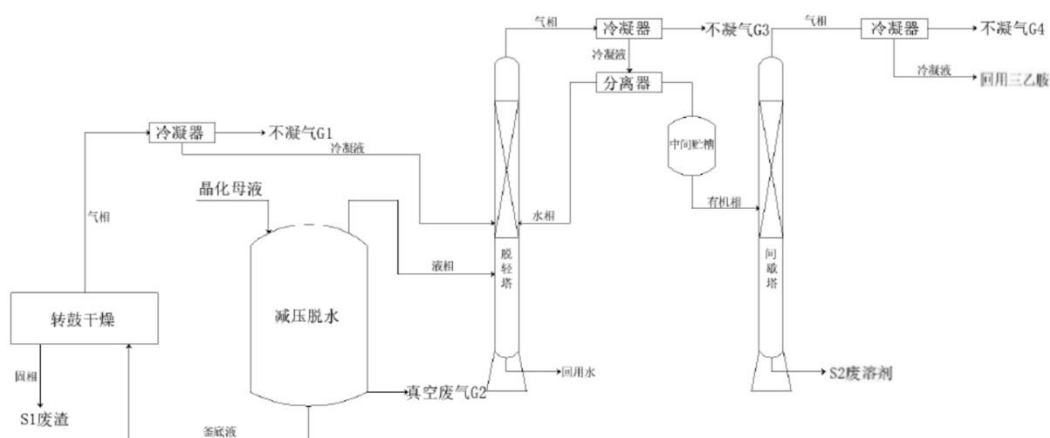 气相
冷凝器
不凝气G3
气相
冷凝器
不凝气G4
冷凝液
冷凝液
回用三乙胺
分离器
冷凝器
不凝气G1
冷凝液
中间贮槽
晶化母液
气相
水相
有机相
脱轻塔
间歇塔
液相
转鼓干燥
减压脱水
固相
回用水
S2废溶剂
真空废气G2
S1废渣
釜底液